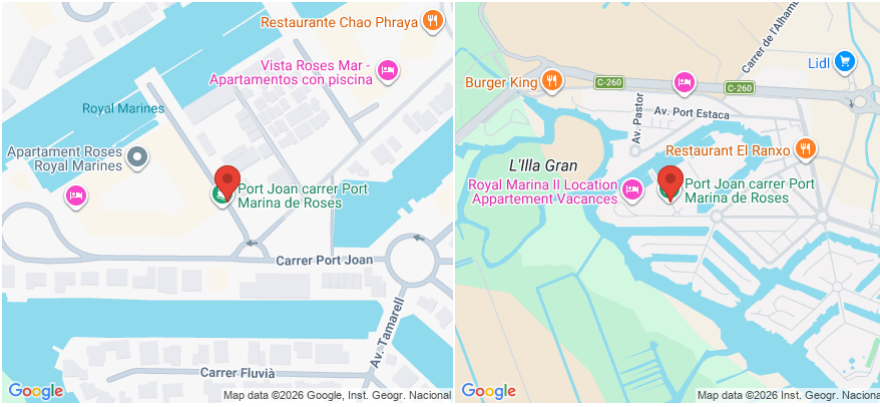 Restaurante Chao Phraya
Vista Roses Mar -
Apartamentos con piscina
Royal Marines
Apartament Roses
Royal Marines
Port Joan carrer Port
Marina de Roses
Carrer Port Joan
Av. Tamarell
Carrer Fluvià
Google
Map data ©2026 Google, Inst. Geogr. Nacional
Carrer de l'Alhamb
Lidl
Burger King
C-260
C-260
Av. Pastor
Av. Port Estaca
L'Illa Gran
Restaurant El Ranxo
Royal Marina II Location
Appartement Vacances
Port Joan carrer Port
Marina de Roses
Google
Map data ©2026 Inst. Geogr. Nacional